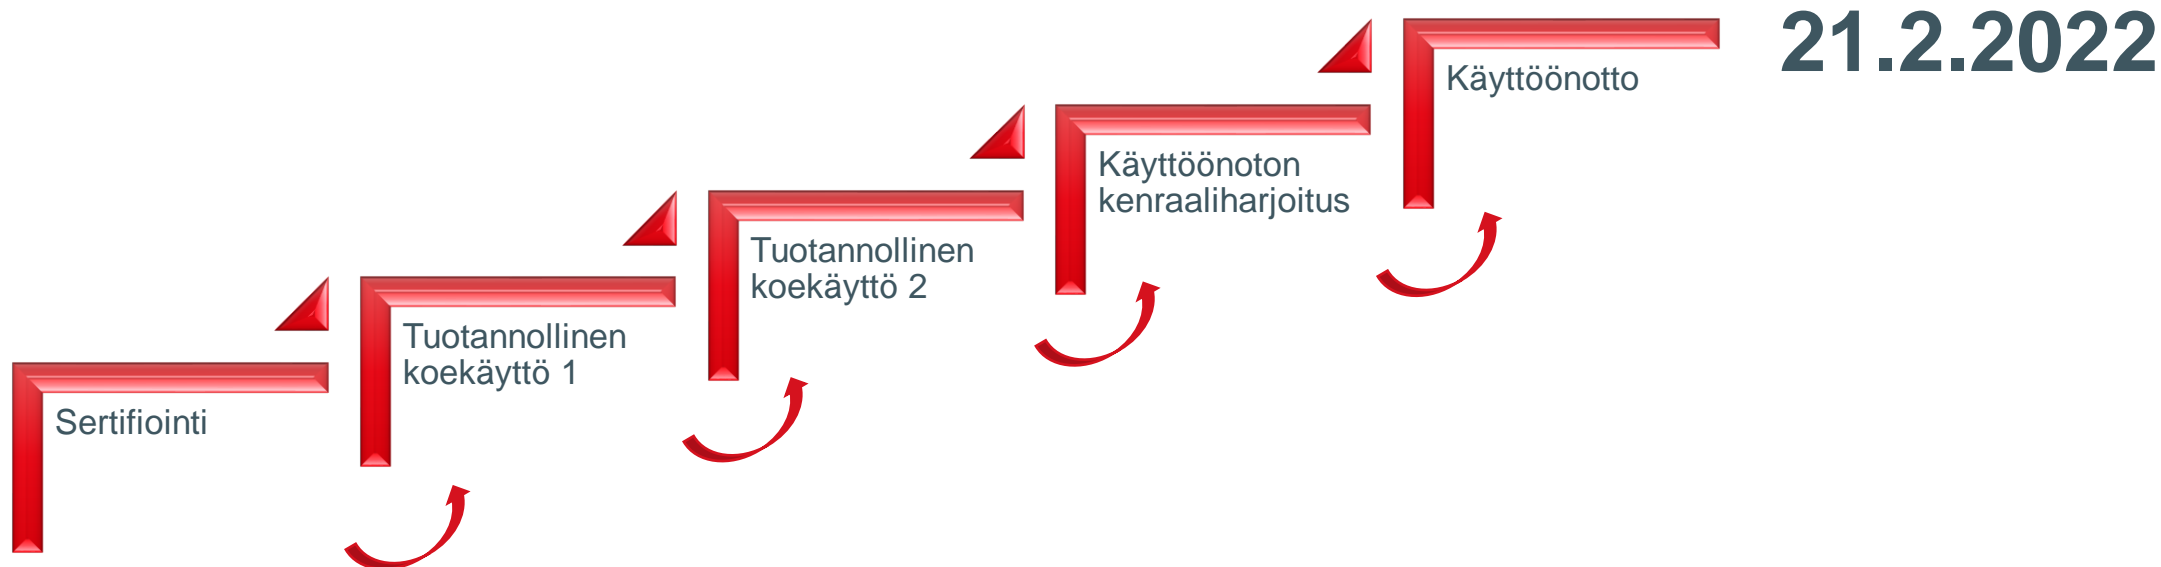 Sertifiointi
Tuotannollinen
koekäyttö 1
Tuotannollinen
koekäyttö 2
Käyttöönoton
kenraaliharjoitus
Käyttöönotto
21.2.2022